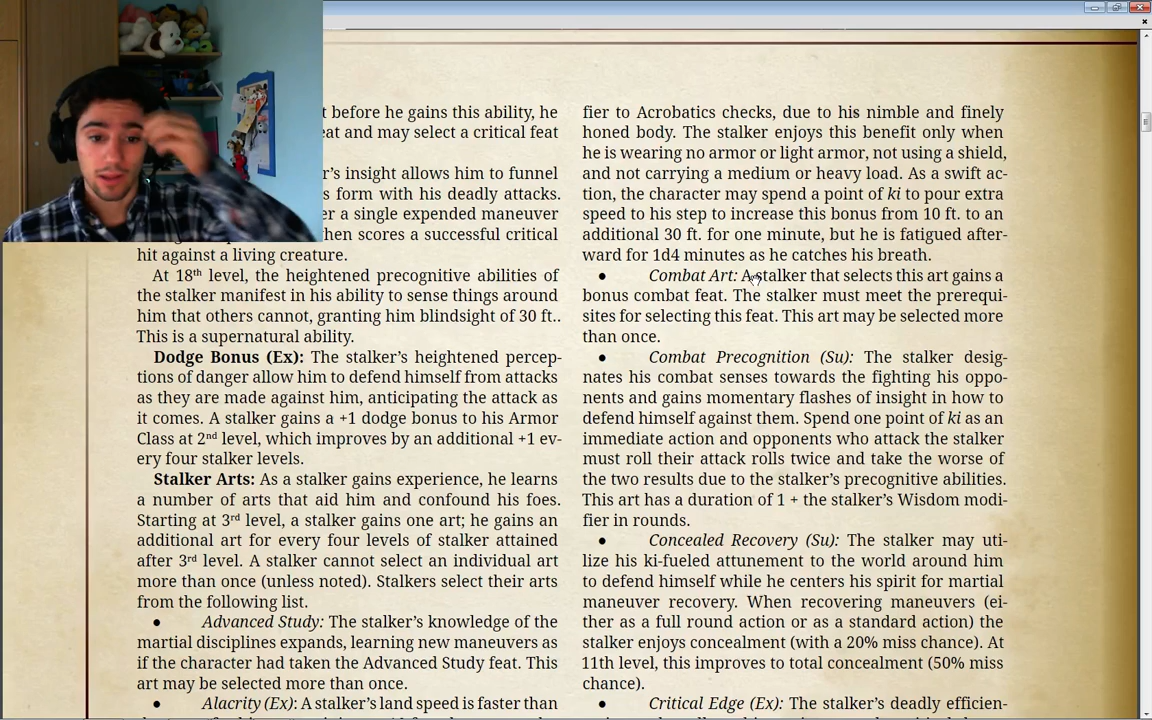 t before he gains this ability, he
eat and may select a critical feat
r's insight allows him to funnel
s form with his deadly attacks.
er a single expended maneuver
hen scores a successful critical
hit against a living creature.
At 18th level, the heightened precognitive abilities of
the stalker manifest in his ability to sense things around
him that others cannot, granting him blindsight of 30 ft..
This is a supernatural ability.
Dodge Bonus (Ex): The stalker's heightened percep-
tions of danger allow him to defend himself from attacks
as they are made against him, anticipating the attack as
it comes. A stalker gains a +1 dodge bonus to his Armor
Class at 2nd level, which improves by an additional +1 ev-
ery four stalker levels.
Stalker Arts: As a stalker gains experience, he learns
a number of arts that aid him and confound his foes.
Starting at 3rd level, a stalker gains one art; he gains an
additional art for every four levels of stalker attained
after 3rd level. A stalker cannot select an individual art
more than once (unless noted). Stalkers select their arts
from the following list.
• Advanced Study: The stalker's knowledge of the
martial disciplines expands, learning new maneuvers as
if the character had taken the Advanced Study feat. This
art may be selected more than once.
• Alacrity (Ex): A stalker's land speed is faster than
fier to Acrobatics checks, due to his nimble and finely
honed body. The stalker enjoys this benefit only when
he is wearing no armor or light armor, not using a shield,
and not carrying a medium or heavy load. As a swift ac-
tion, the character may spend a point of ki to pour extra
speed to his step to increase this bonus from 10 ft. to an
additional 30 ft. for one minute, but he is fatigued after-
ward for 1d4 minutes as he catches his breath.
• Combat Art: A stalker that selects this art gains a
bonus combat feat. The stalker must meet the prerequi-
sites for selecting this feat. This art may be selected more
than once.
• Combat Precognition (Su): The stalker desig-
nates his combat senses towards the fighting his oppo-
nents and gains momentary flashes of insight in how to
defend himself against them. Spend one point of ki as an
immediate action and opponents who attack the stalker
must roll their attack rolls twice and take the worse of
the two results due to the stalker's precognitive abilities.
This art has a duration of 1 + the stalker's Wisdom modi-
fier in rounds.
• Concealed Recovery (Su): The stalker may uti-
lize his ki-fueled attunement to the world around him
to defend himself while he centers his spirit for martial
maneuver recovery. When recovering maneuvers (ei-
ther as a full round action or as a standard action) the
stalker enjoys concealment (with a 20% miss chance). At
11th level, this improves to total concealment (50% miss
chance).
• Critical Edge (Ex): The stalker's deadly efficien-